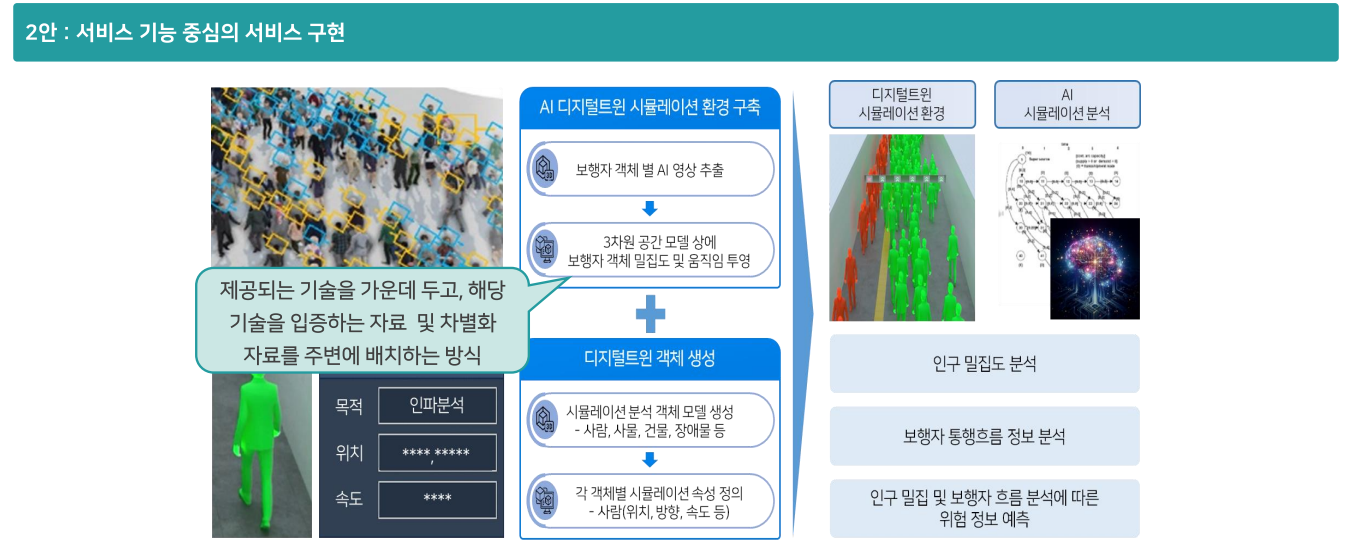 2안 : 서비스 기능 중심의 서비스 구현
제공되는 기술을 가운데 두고, 해당
기술을 입증하는 자료 및 차별화
자료를 주변에 배치하는 방식
목적
인파분석
위치
****,*****
속도
****
AI 디지털트윈 시뮬레이션 환경 구축
보행자 객체 별 AI 영상 추출
3차원 공간 모델 상에
보행자 객체 밀집도 및 움직임 투영
디지털트윈 객체 생성
시뮬레이션 분석 객체 모델 생성
- 사람, 사물, 건물, 장애물 등
각 객체별 시뮬레이션 속성 정의
- 사람(위치, 방향, 속도 등)
디지털트윈
시뮬레이션 환경
AI
시뮬레이션 분석
인구 밀집도 분석
보행자 통행흐름 정보 분석
인구 밀집 및 보행자 흐름 분석에 따른
위험 정보 예측